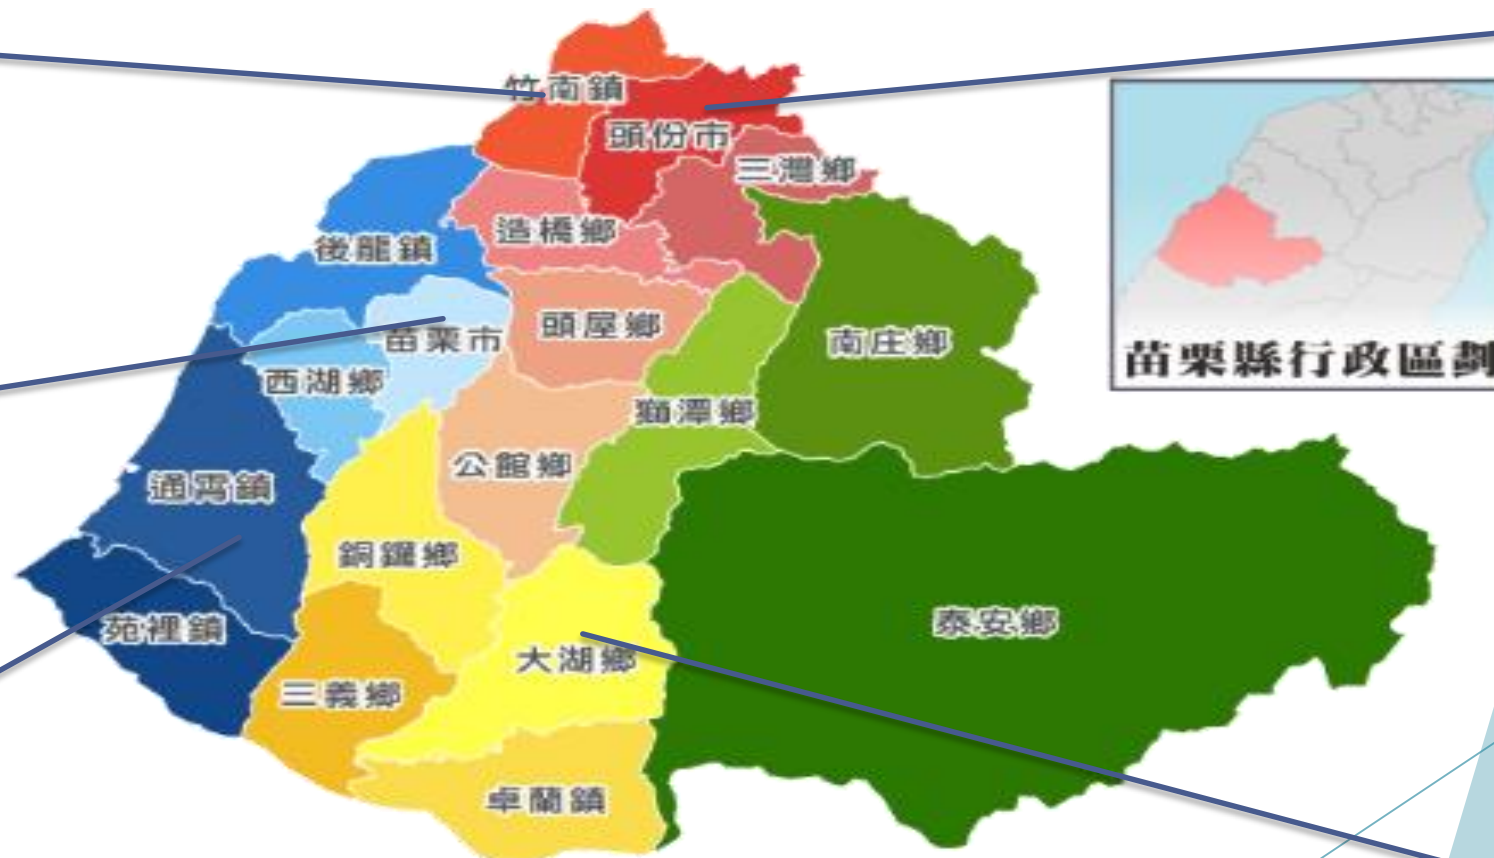 竹南鎮
頭份市
三灣鄉
造橋鄉
後龍鎮
頭屋鄉
苗栗市
南庄鄉
西湖鄉
獅潭鄉
公館鄉
通霄鎮
銅鑼鄉
苑裡鎮
泰安鄉
大湖鄉
三義鄉
卓蘭鎮
苗栗縣行政區劃